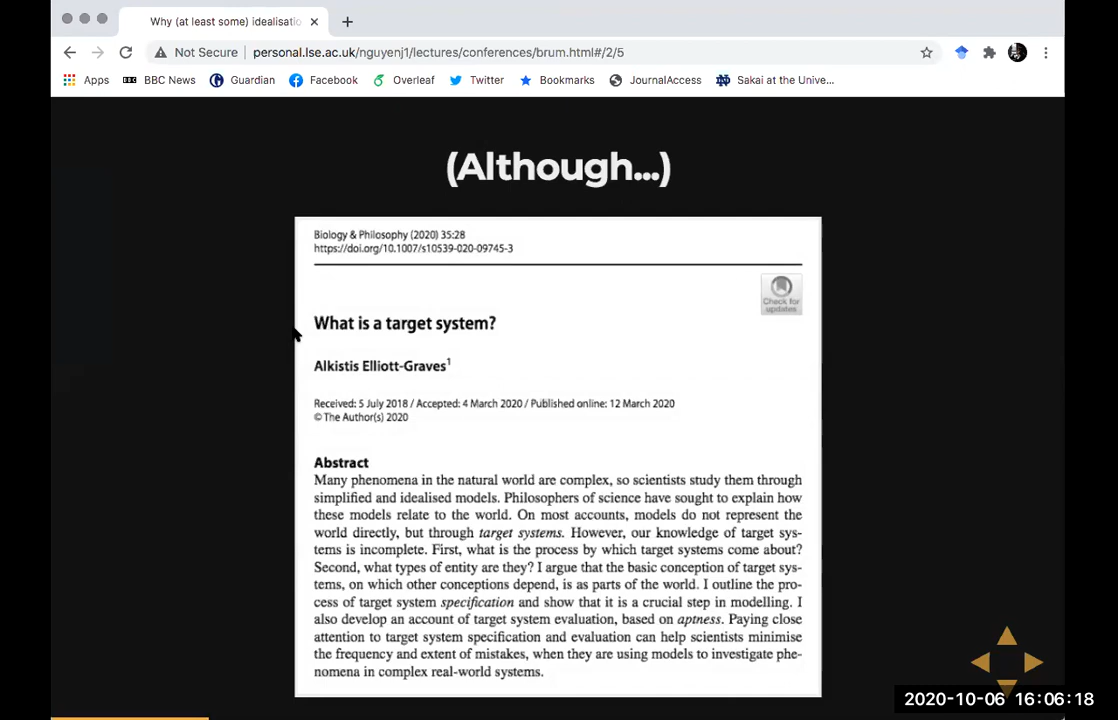 Why (at least some) idealisatio
Not Secure personal.lse.ac.uk/nguyenj1/lectures/conferences/brum.html#/2/5
Apps BBC BBC News Guardian Facebook Overleaf Twitter Bookmarks JournalAccess ND Sakai at the Unive...
(Although...)
Biology & Philosophy (2020) 35:28
https://doi.org/10.1007/s10539-020-09745-3
Check for
updates
What is a target system?
Alkistis Elliott-Graves1
Received: 5 July 2018 / Accepted: 4 March 2020 / Published online: 12 March 2020
© The Author(s) 2020
Abstract
Many phenomena in the natural world are complex, so scientists study them through
simplified and idealised models. Philosophers of science have sought to explain how
these models relate to the world. On most accounts, models do not represent the
world directly, but through target systems. However, our knowledge of target sys-
tems is incomplete. First, what is the process by which target systems come about?
Second, what types of entity are they? I argue that the basic conception of target sys-
tems, on which other conceptions depend, is as parts of the world. I outline the pro-
cess of target system specification and show that it is a crucial step in modelling. I
also develop an account of target system evaluation, based on aptness. Paying close
attention to target system specification and evaluation can help scientists minimise
the frequency and extent of mistakes, when they are using models to investigate phe-
nomena in complex real-world systems.
2020-10-06 16:06:18